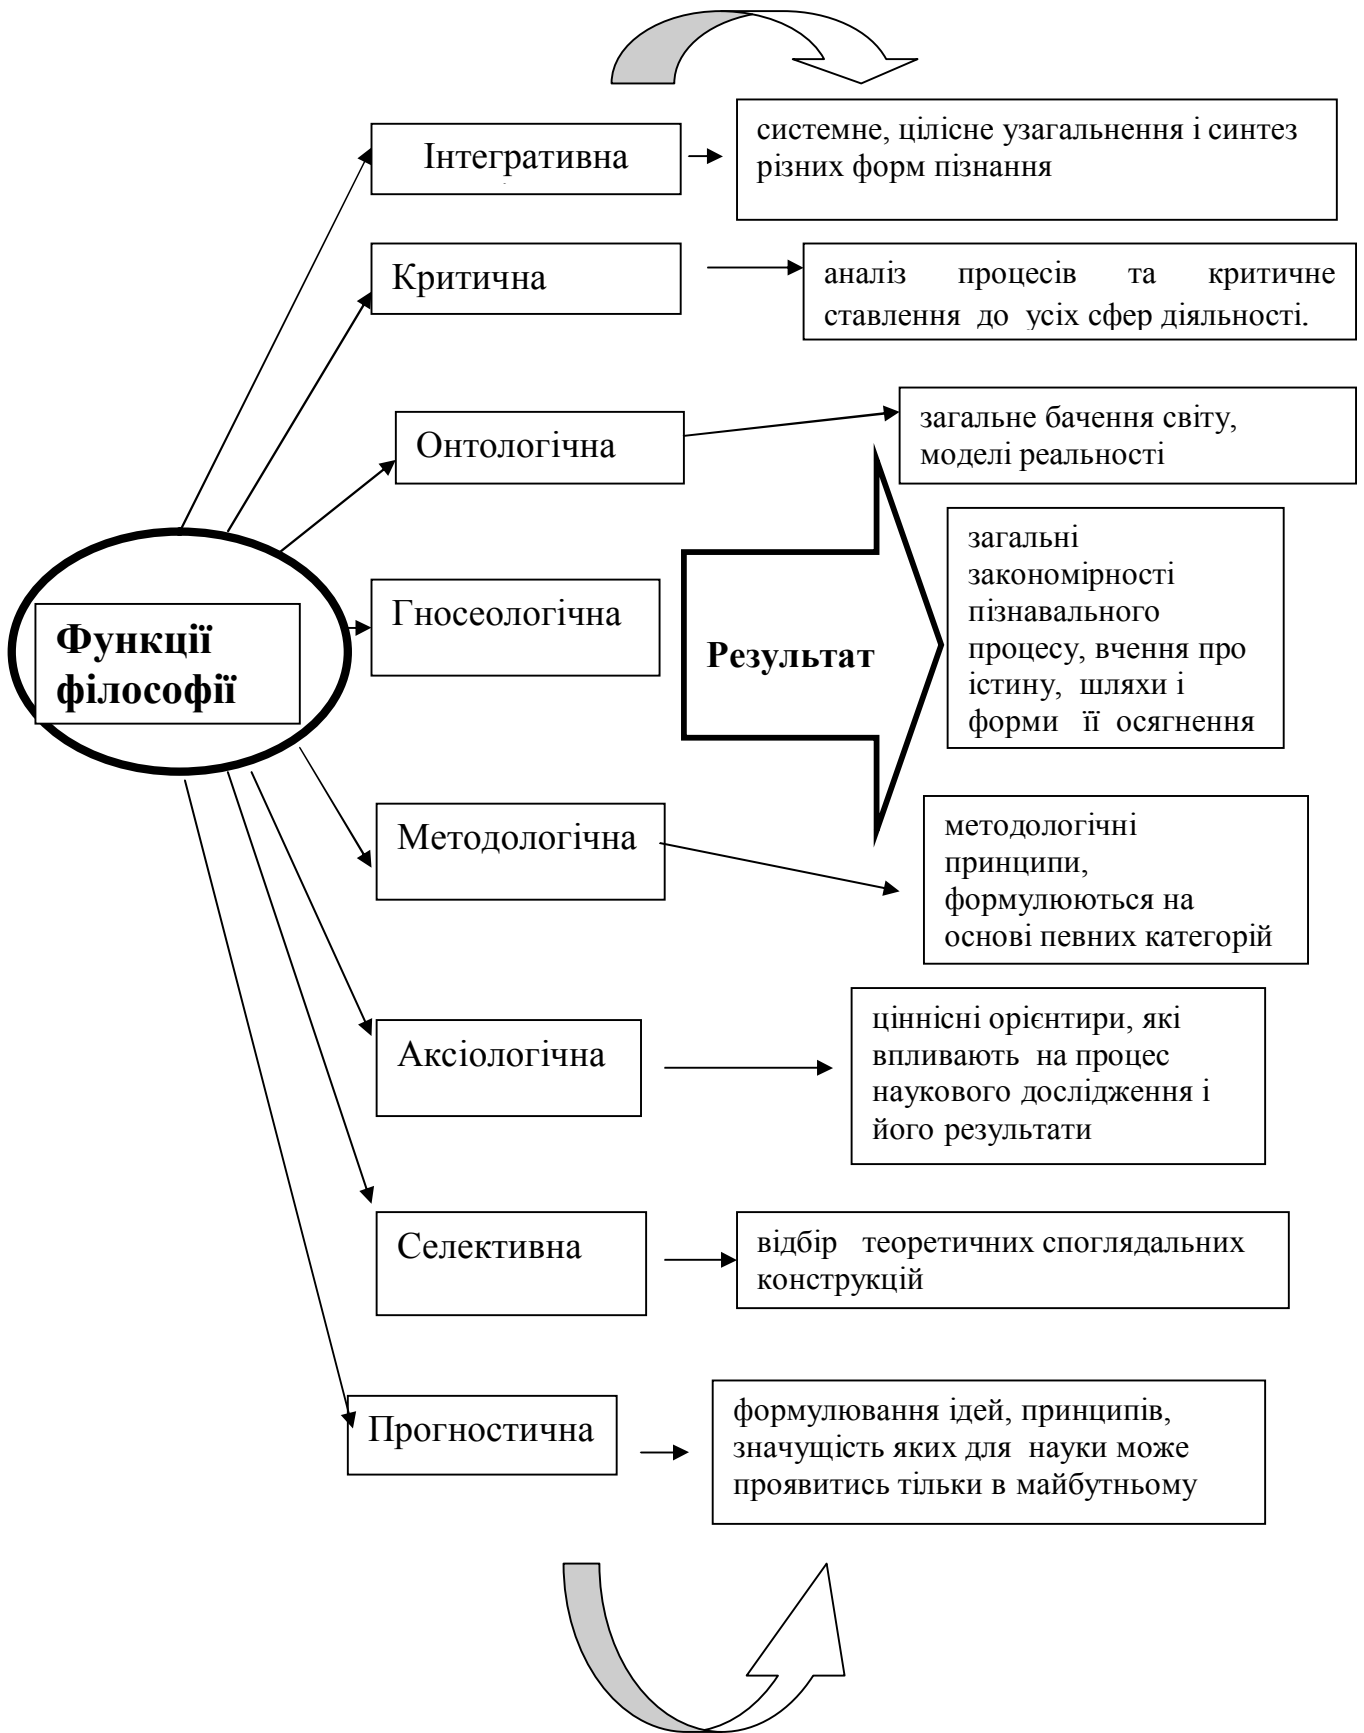 Інтегративна
системне, цілісне узагальнення і синтез
різних форм пізнання
Критична
аналіз процесів та критичне
ставлення до усіх сфер діяльності.
Онтологічна
загальне бачення світу,
моделі реальності
Функції
філософії
Гносеологічна
Результат
загальні
закономірності
пізнавального
процесу, вчення про
істину, шляхи і
форми її осягнення
Методологічна
методологічні
принципи,
формулюються на
основі певних категорій
Аксіологічна
ціннісні орієнтири, які
впливають на процес
наукового дослідження і
його результати
Селективна
відбір теоретичних споглядальних
конструкцій
Прогностична
формулювання ідей, принципів,
значущість яких для науки може
проявитись тільки в майбутньому